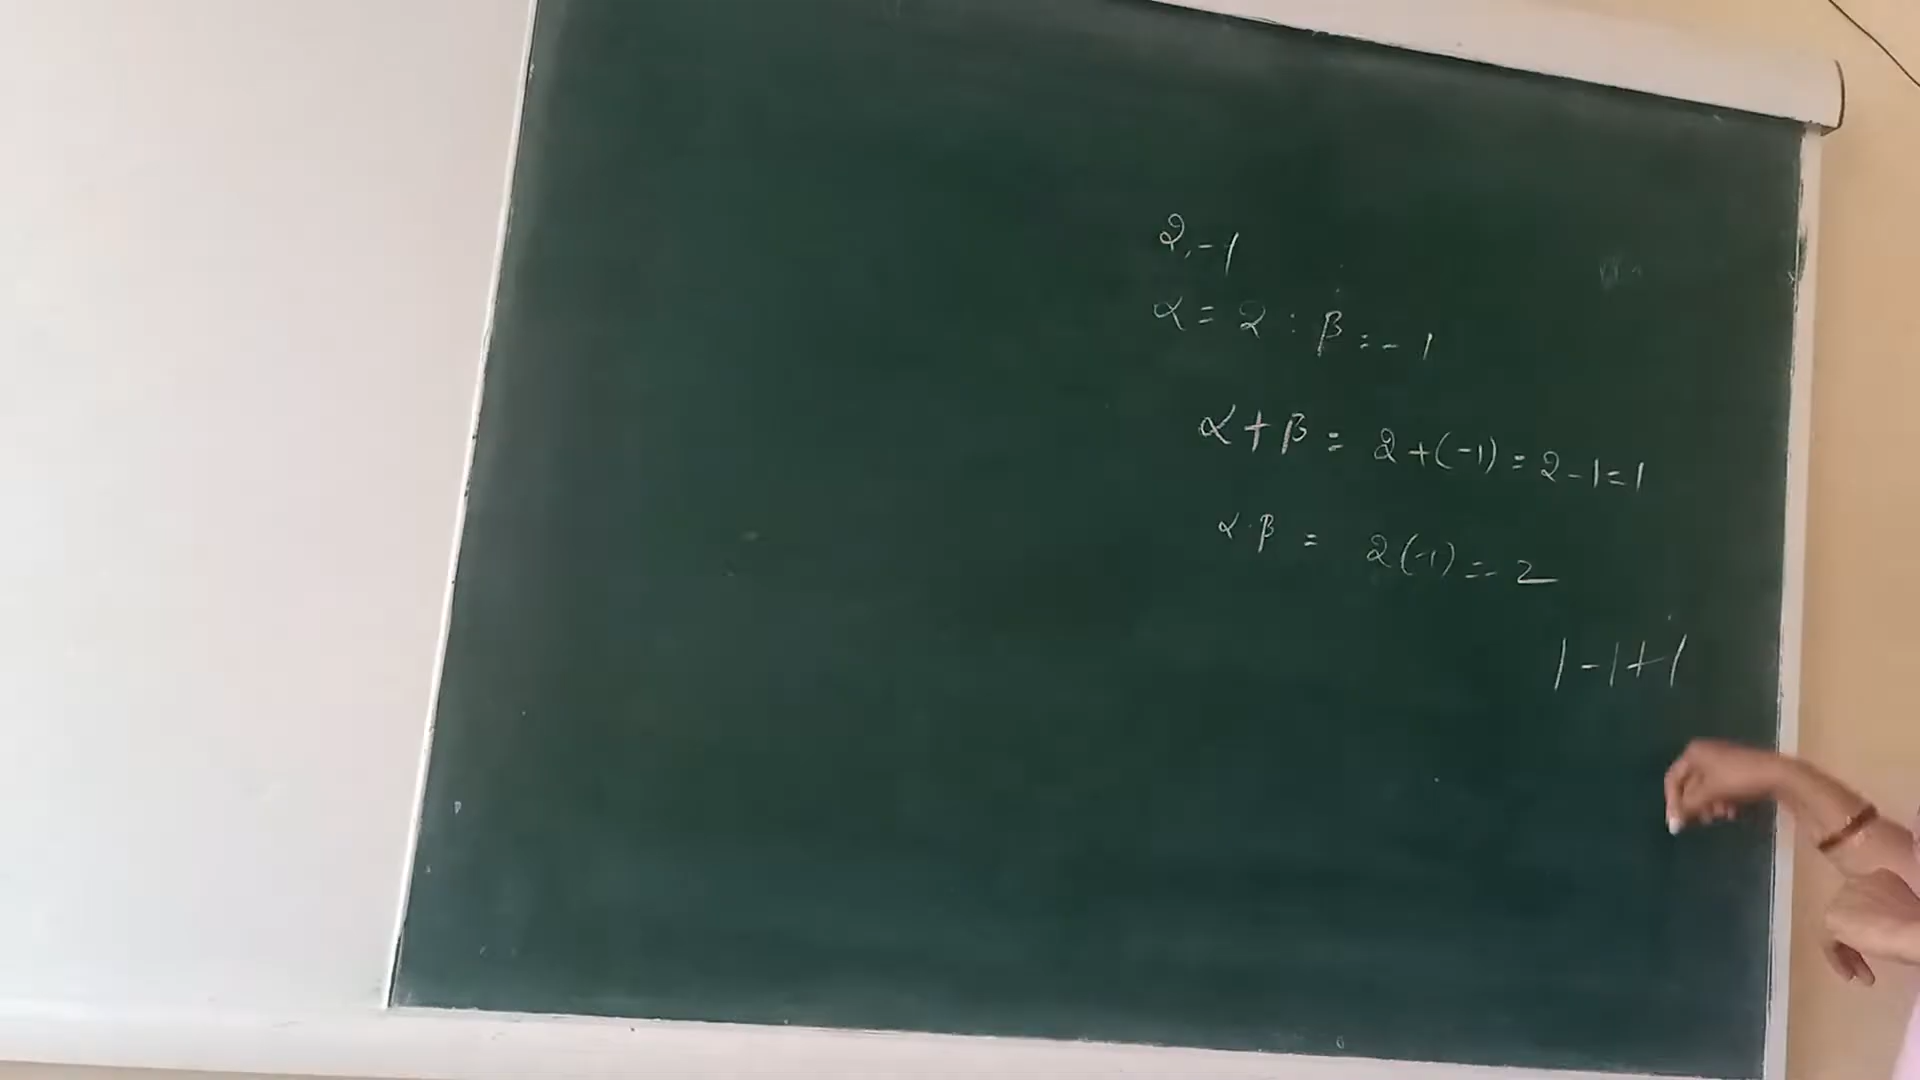 2, -1
α = 2 : β = -1
α + β = 2 + (-1) = 2 - 1 = 1
α · β = 2(-1) = -2
1 - 1 + 1